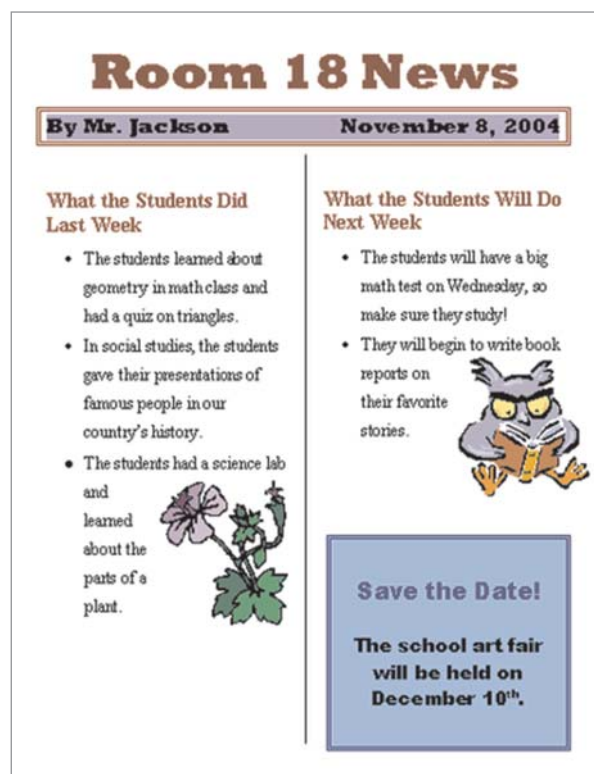 Room 18 News
By Mr. Jackson November 8, 2004
What the Students Did
Last Week
• The students learned about
geometry in math class and
had a quiz on triangles.
• In social studies, the students
gave their presentations of
famous people in our
country's history.
• The students had a science lab
and
learned
about the
parts of a
plant.
What the Students Will Do
Next Week
• The students will have a big
math test on Wednesday, so
make sure they study!
• They will begin to write book
reports on
their favorite
stories.
Save the Date!
The school art fair
will be held on
December 10th.